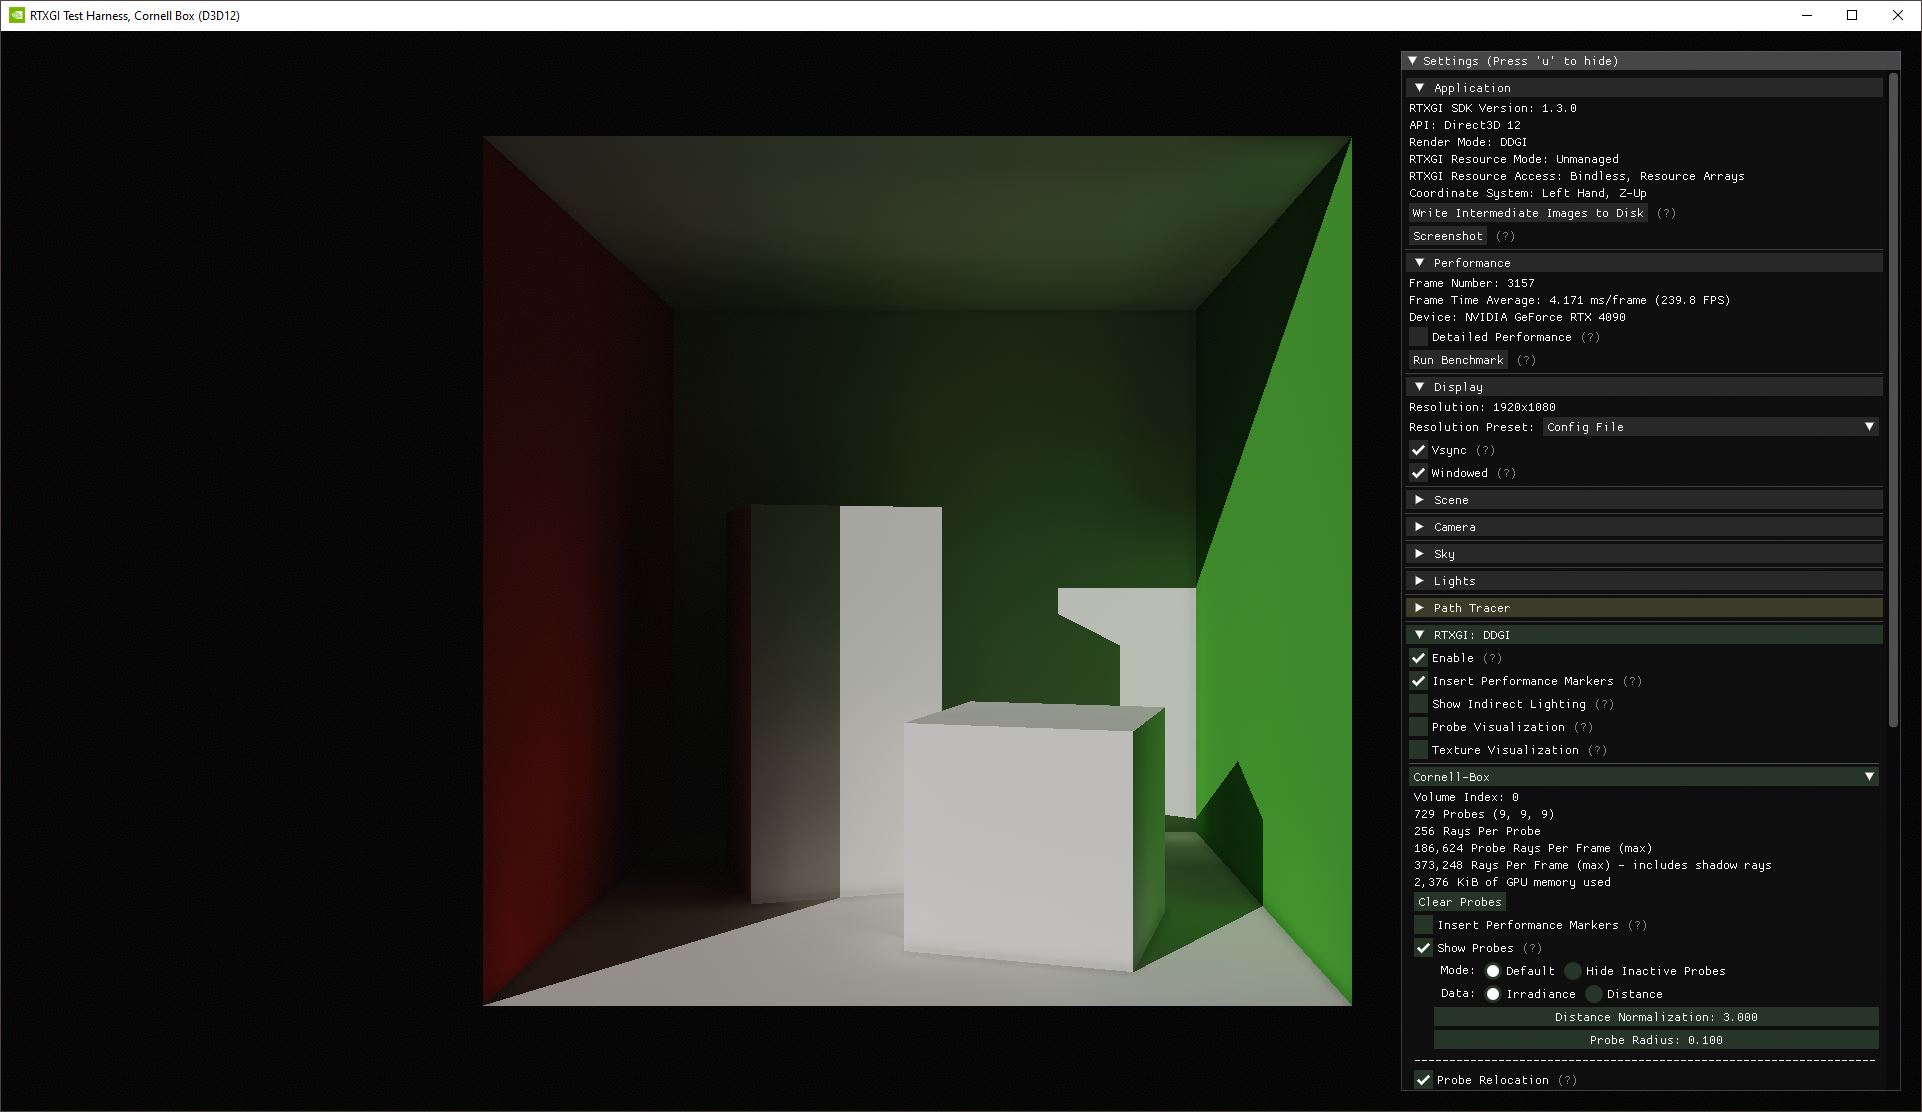 RTXGI Test Harness, Cornell Box (D3D12)
Settings (Press 'u' to hide)
Application
RTXGI SDK Version: 1.3.0
API: Direct3D 12
Render Mode: DDGI
RTXGI Resource Mode: Unmanaged
RTXGI Resource Access: Bindless, Resource Arrays
Coordinate System: Left Hand, Z-Up
Write Intermediate Images to Disk (?)
Screenshot (?)
Performance
Frame Number: 3157
Frame Time Average: 4.171 ms/frame (239.8 FPS)
Device: NVIDIA GeForce RTX 4090
Detailed Performance (?)
Run Benchmark (?)
Display
Resolution: 1920x1080
Resolution Preset: Config File
Vsync (?)
Windowed (?)
Scene
Camera
Sky
Lights
Path Tracer
RTXGI: DDGI
Enable (?)
Insert Performance Markers (?)
Show Indirect Lighting (?)
Probe Visualization (?)
Texture Visualization (?)
Cornell-Box
Volume Index: 0
729 Probes (9, 9, 9)
256 Rays Per Probe
186,624 Probe Rays Per Frame (max)
373,248 Rays Per Frame (max) - includes shadow rays
2,376 KiB of GPU memory used
Clear Probes
Insert Performance Markers (?)
Show Probes (?)
Mode: Default Hide Inactive Probes
Data: Irradiance Distance
Distance Normalization: 3.000
Probe Radius: 0.100
Probe Relocation (?)